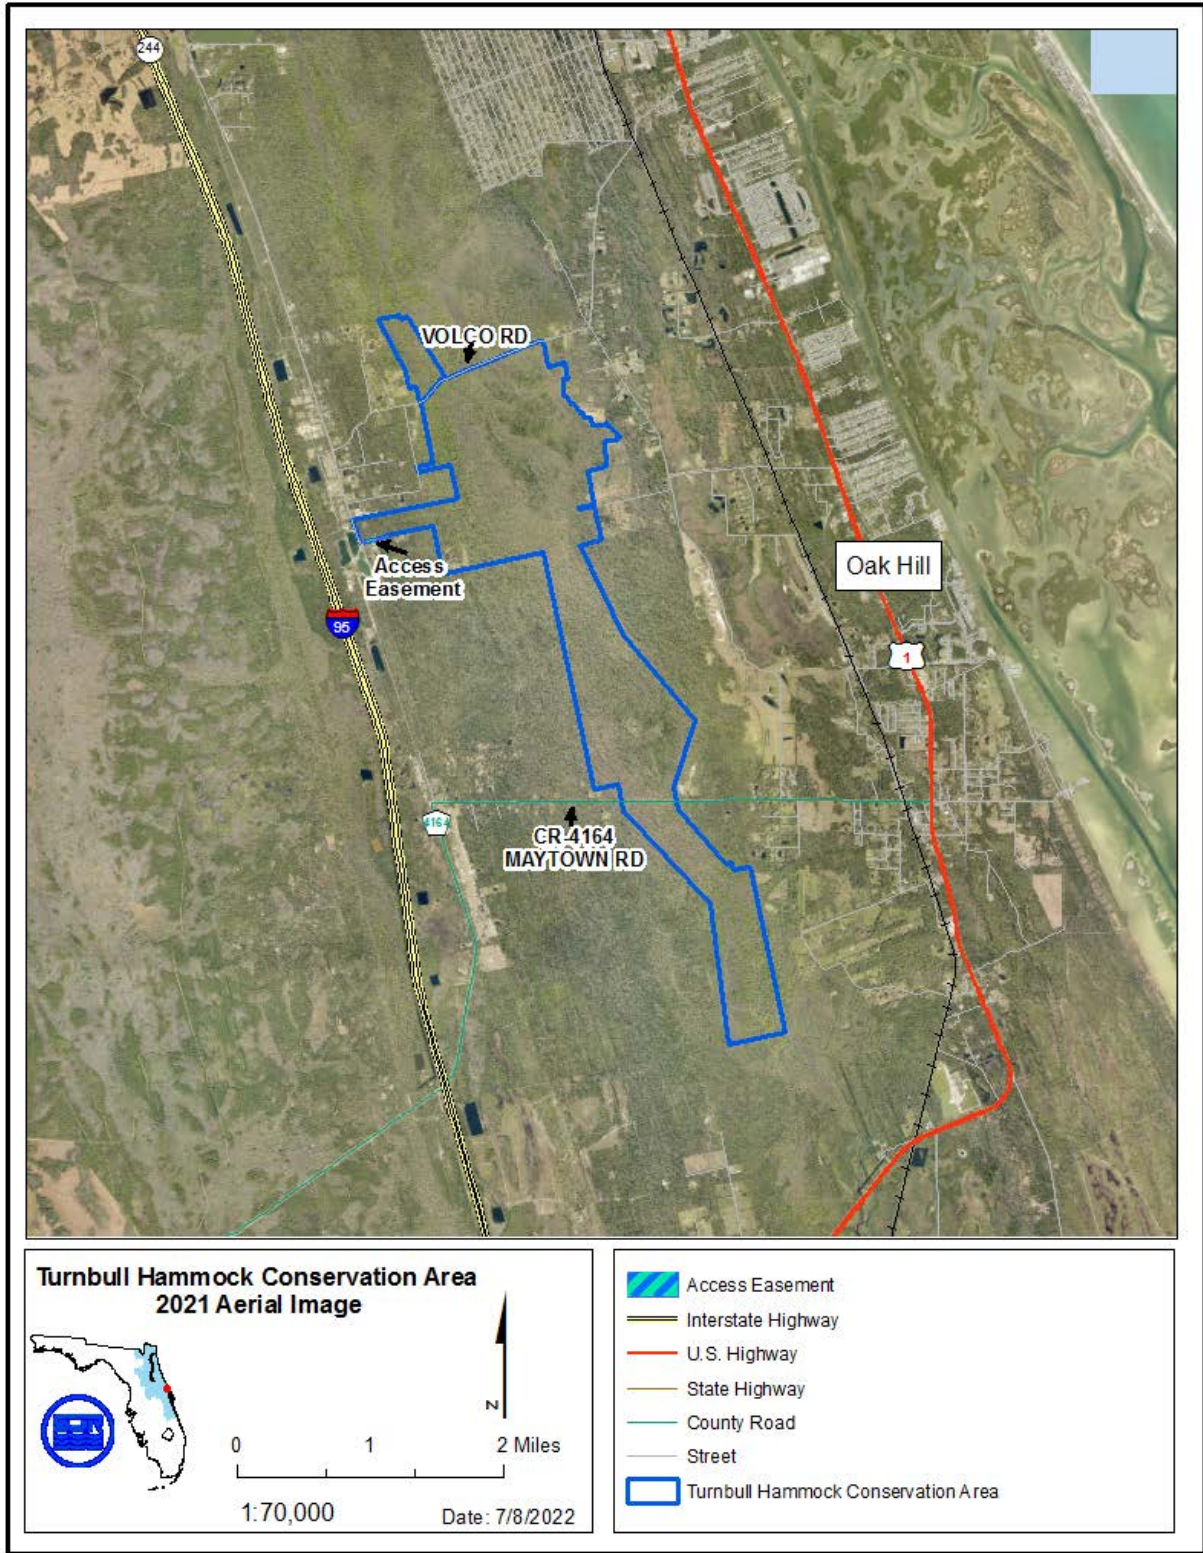 244
VOLCO RD
Access
Easement
Oak Hill
95
1
4164
CR-4164
MAYTOWN RD
Turnbull Hammock Conservation Area
2021 Aerial Image
N
0 1 2 Miles
1:70,000
Date: 7/8/2022
Access Easement
Interstate Highway
U.S. Highway
State Highway
County Road
Street
Turnbull Hammock Conservation Area